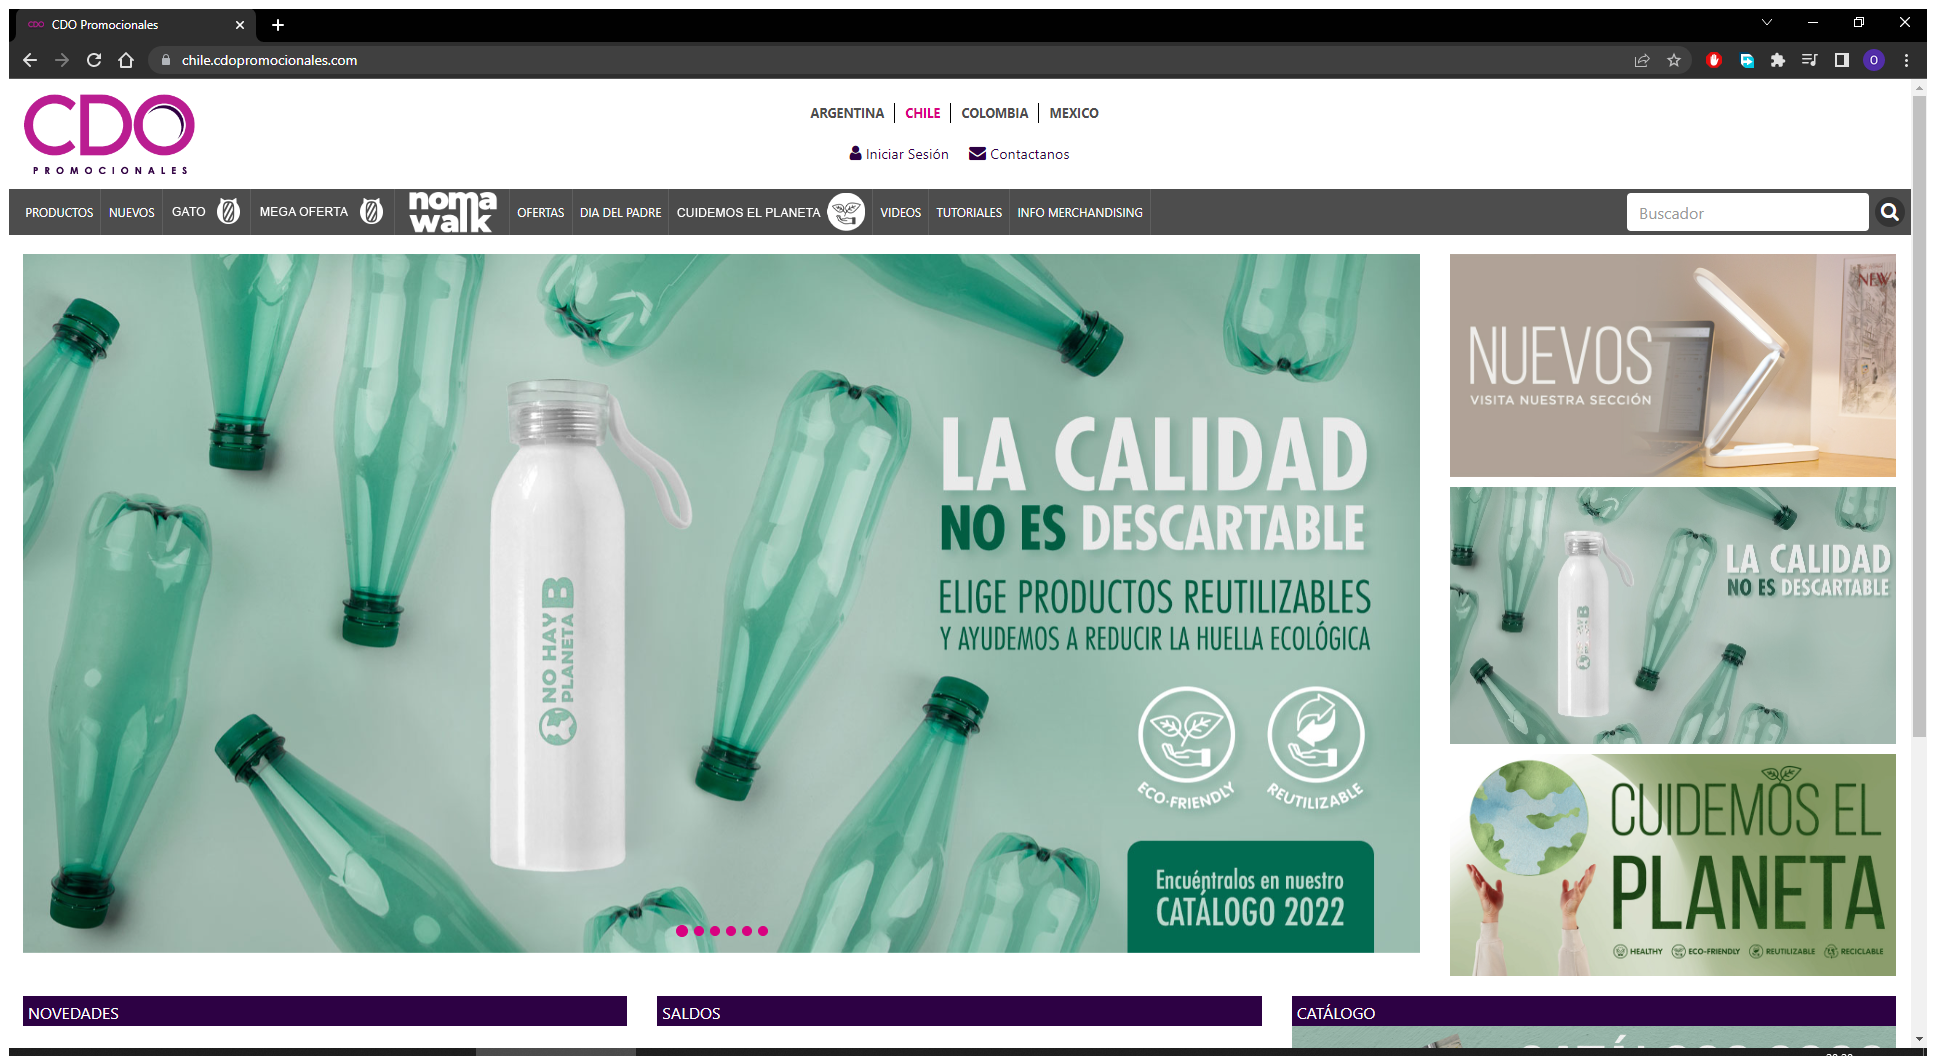 CDO Promocionales
chile.cdopromocionales.com
O
CDO
PROMOCIONALES
ARGENTINA CHILE COLOMBIA MEXICO
Iniciar Sesión Contactanos
PRODUCTOS NUEVOS GATO MEGA OFERTA noma walk OFERTAS DIA DEL PADRE CUIDEMOS EL PLANETA VIDEOS TUTORIALES INFO MERCHANDISING Buscador
LA CALIDAD
NO ES DESCARTABLE
ELIGE PRODUCTOS REUTILIZABLES
Y AYUDEMOS A REDUCIR LA HUELLA ECOLÓGICA
NO HAY
PLANETA B
ECO-FRIENDLY REUTILIZABLE
Encuéntralos en nuestro
CATÁLOGO 2022
NEW
NUEVOS
VISITA NUESTRA SECCIÓN
LA CALIDAD
NO ES DESCARTABLE
CUIDEMOS EL
PLANETA
HEALTHY ECO-FRIENDLY REUTILIZABLE RECICLABLE
NOVEDADES SALDOS CATÁLOGO